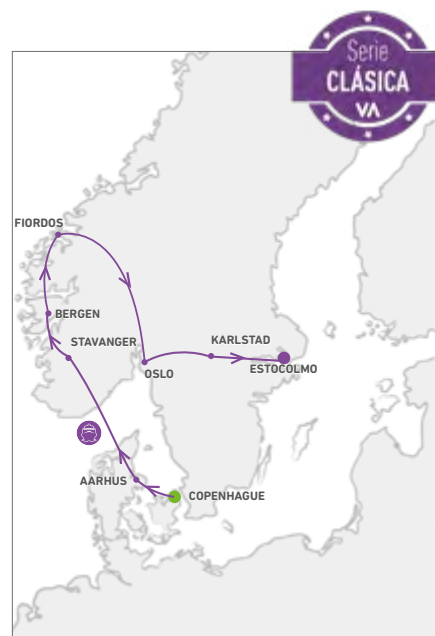 Serie
CLÁSICA
VA
FIORDOS
BERGEN
STAVANGER
KARLSTAD
OSLO
ESTOCOLMO
AARHUS
COPENHAGUE